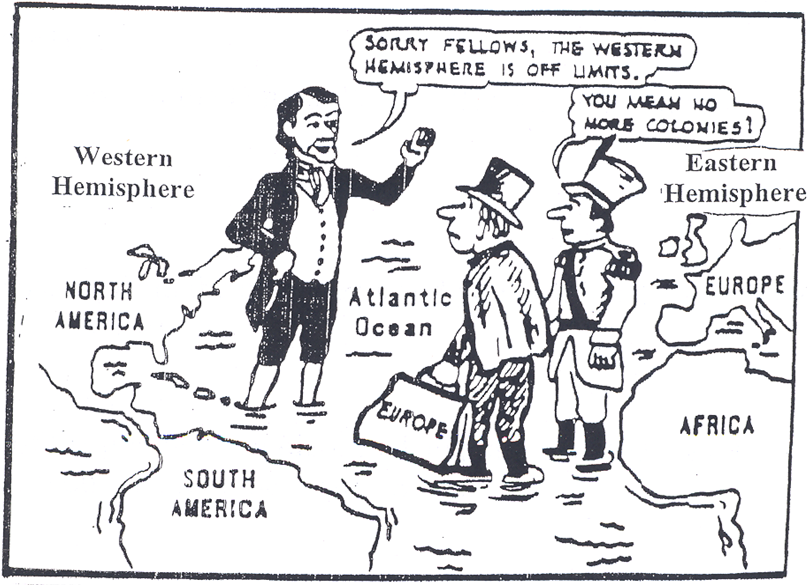 SORRY FELLOWS, THE WESTERN
HEMISPHERE IS OFF LIMITS.
YOU MEAN NO
MORE COLONIES?
Western
Hemisphere
Eastern
Hemisphere
NORTH
AMERICA
Atlantic
Ocean
EUROPE
EUROPE
SOUTH
AMERICA
AFRICA